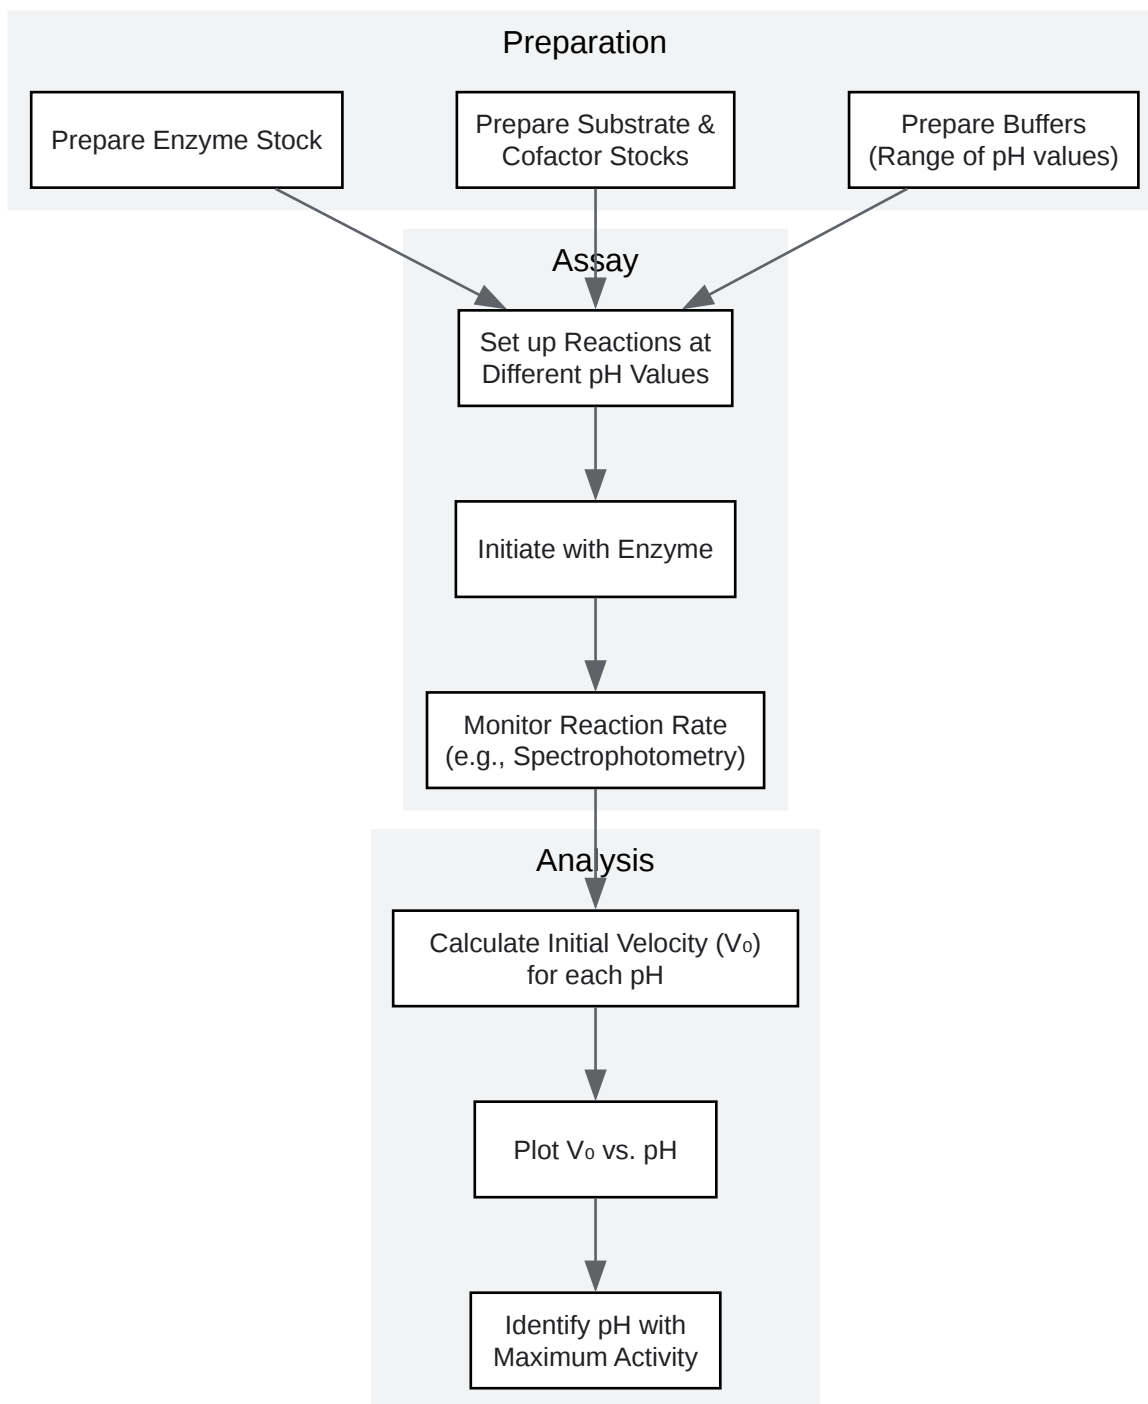 Preparation
Prepare Enzyme Stock
Prepare Substrate &
Cofactor Stocks
Prepare Buffers
(Range of pH values)
Assay
Set up Reactions at
Different pH Values
Initiate with Enzyme
Monitor Reaction Rate
(e.g., Spectrophotometry)
Analysis
Calculate Initial Velocity (V₀)
for each pH
Plot V₀ vs. pH
Identify pH with
Maximum Activity